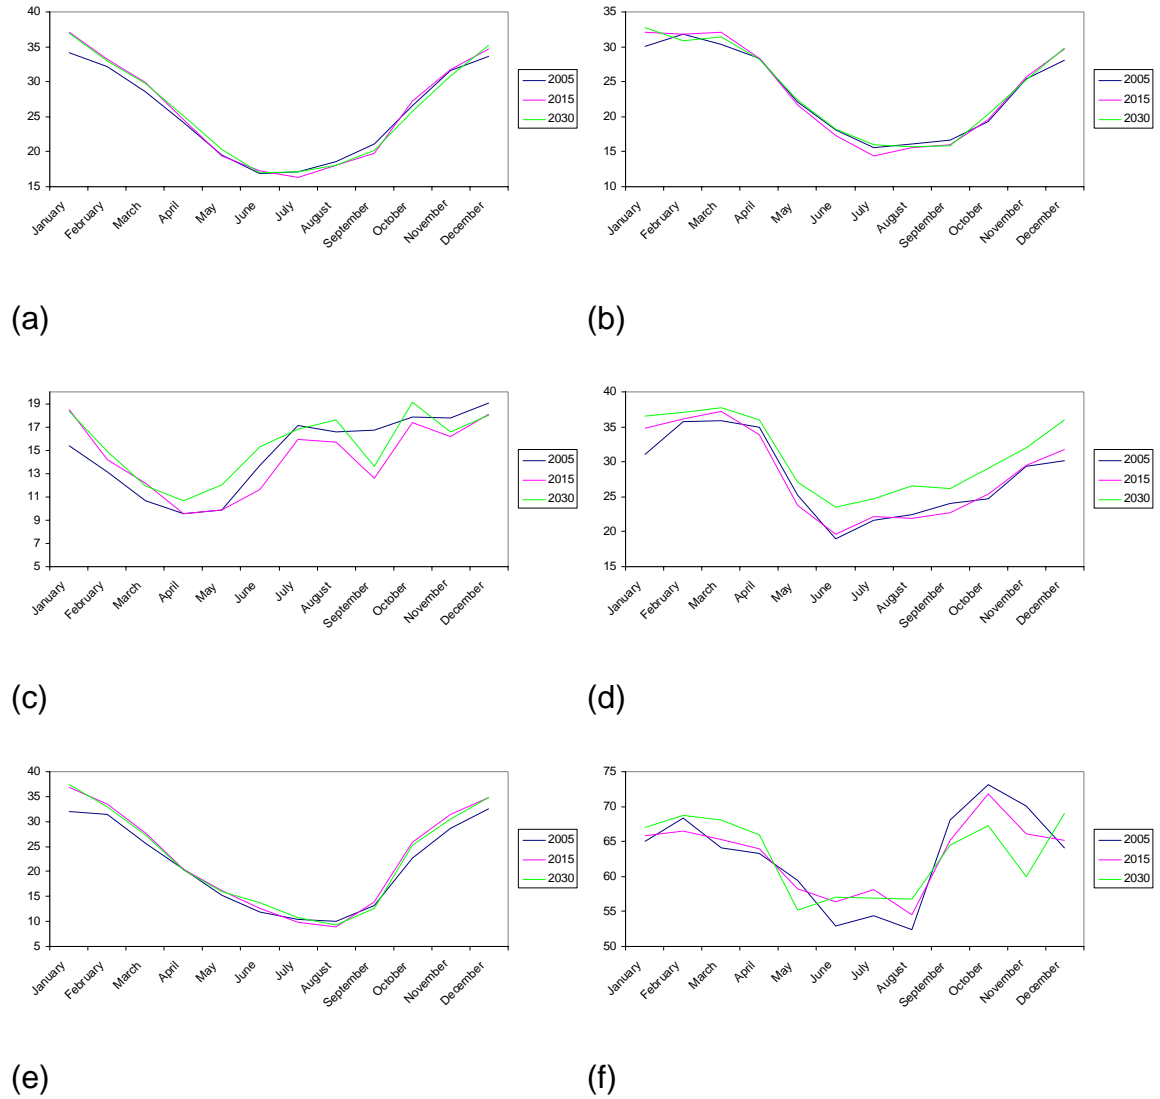 40
35
30
25
20
15
January
February
March
April
May
June
July
August
September
October
November
December
2005
2015
2030
(a)
35
30
25
20
15
10
January
February
March
April
May
June
July
August
September
October
November
December
2005
2015
2030
(b)
19
17
15
13
11
9
7
5
January
February
March
April
May
June
July
August
September
October
November
December
2005
2015
2030
(c)
40
35
30
25
20
15
January
February
March
April
May
June
July
August
September
October
November
December
2005
2015
2030
(d)
40
35
30
25
20
15
10
5
January
February
March
April
May
June
July
August
September
October
November
December
2005
2015
2030
(e)
75
70
65
60
55
50
January
February
March
April
May
June
July
August
September
October
November
December
2005
2015
2030
(f)